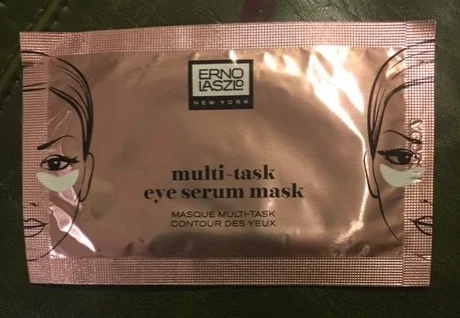 ERNO
LASZLO
NEW YORK
multi-task
eye serum mask
MASQUE MULTI-TASK
CONTOUR DES YEUX